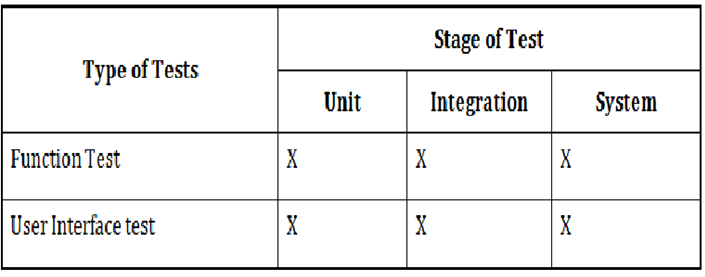 Stage of Test
Type of Tests
Unit Integration System
Function Test X X X
User Interface test X X X